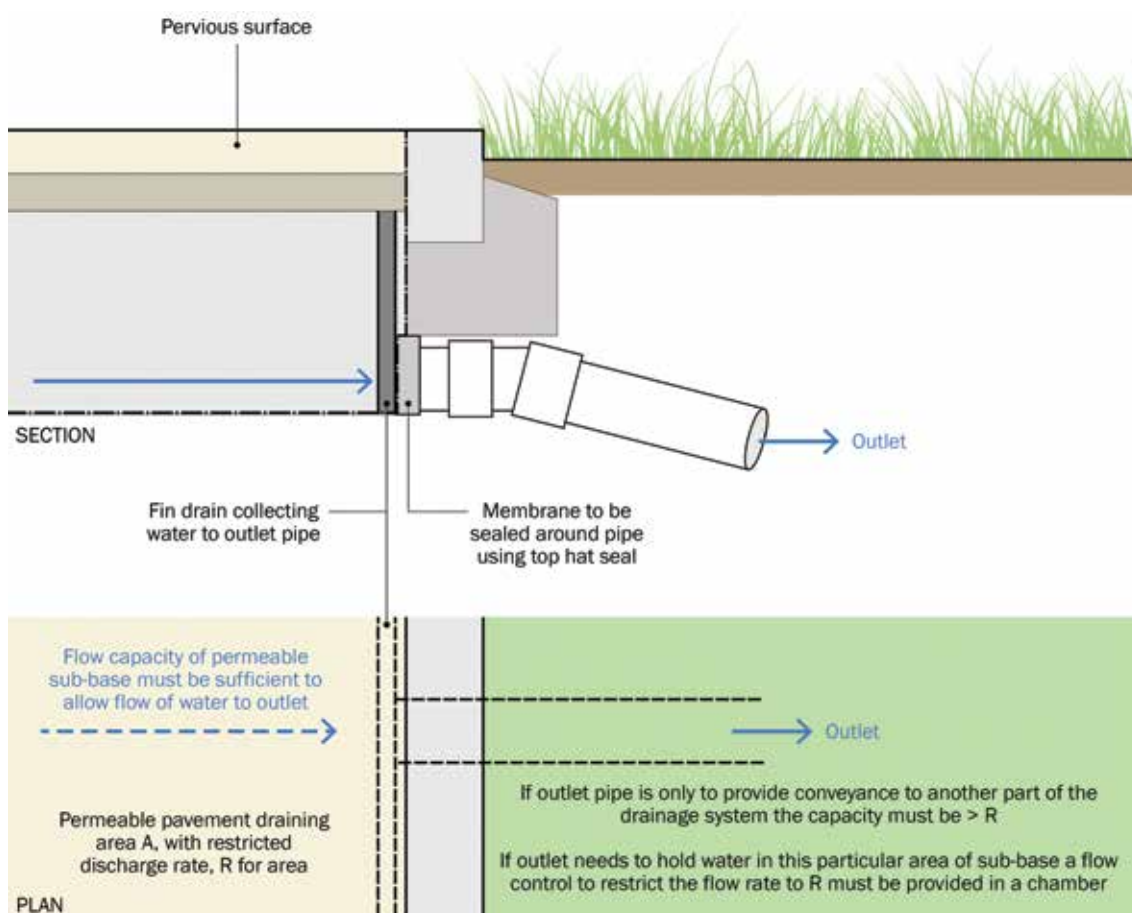 Pervious surface
SECTION
Outlet
Fin drain collecting
water to outlet pipe
Membrane to be
sealed around pipe
using top hat seal
Flow capacity of permeable
sub-base must be sufficient to
allow flow of water to outlet
Outlet
Permeable pavement draining
area A, with restricted
discharge rate, R for area
If outlet pipe is only to provide conveyance to another part of the
drainage system the capacity must be > R
If outlet needs to hold water in this particular area of sub-base a flow
control to restrict the flow rate to R must be provided in a chamber
PLAN